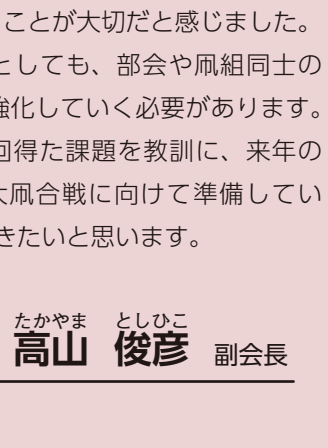 ことが大切だと感じました。
としても、部会や凧組同士の
強化していく必要があります。
回得た課題を教訓に、来年の
大凧合戦に向けて準備してい
きたいと思います。
たかやま としひこ
高山 俊彦 副会長